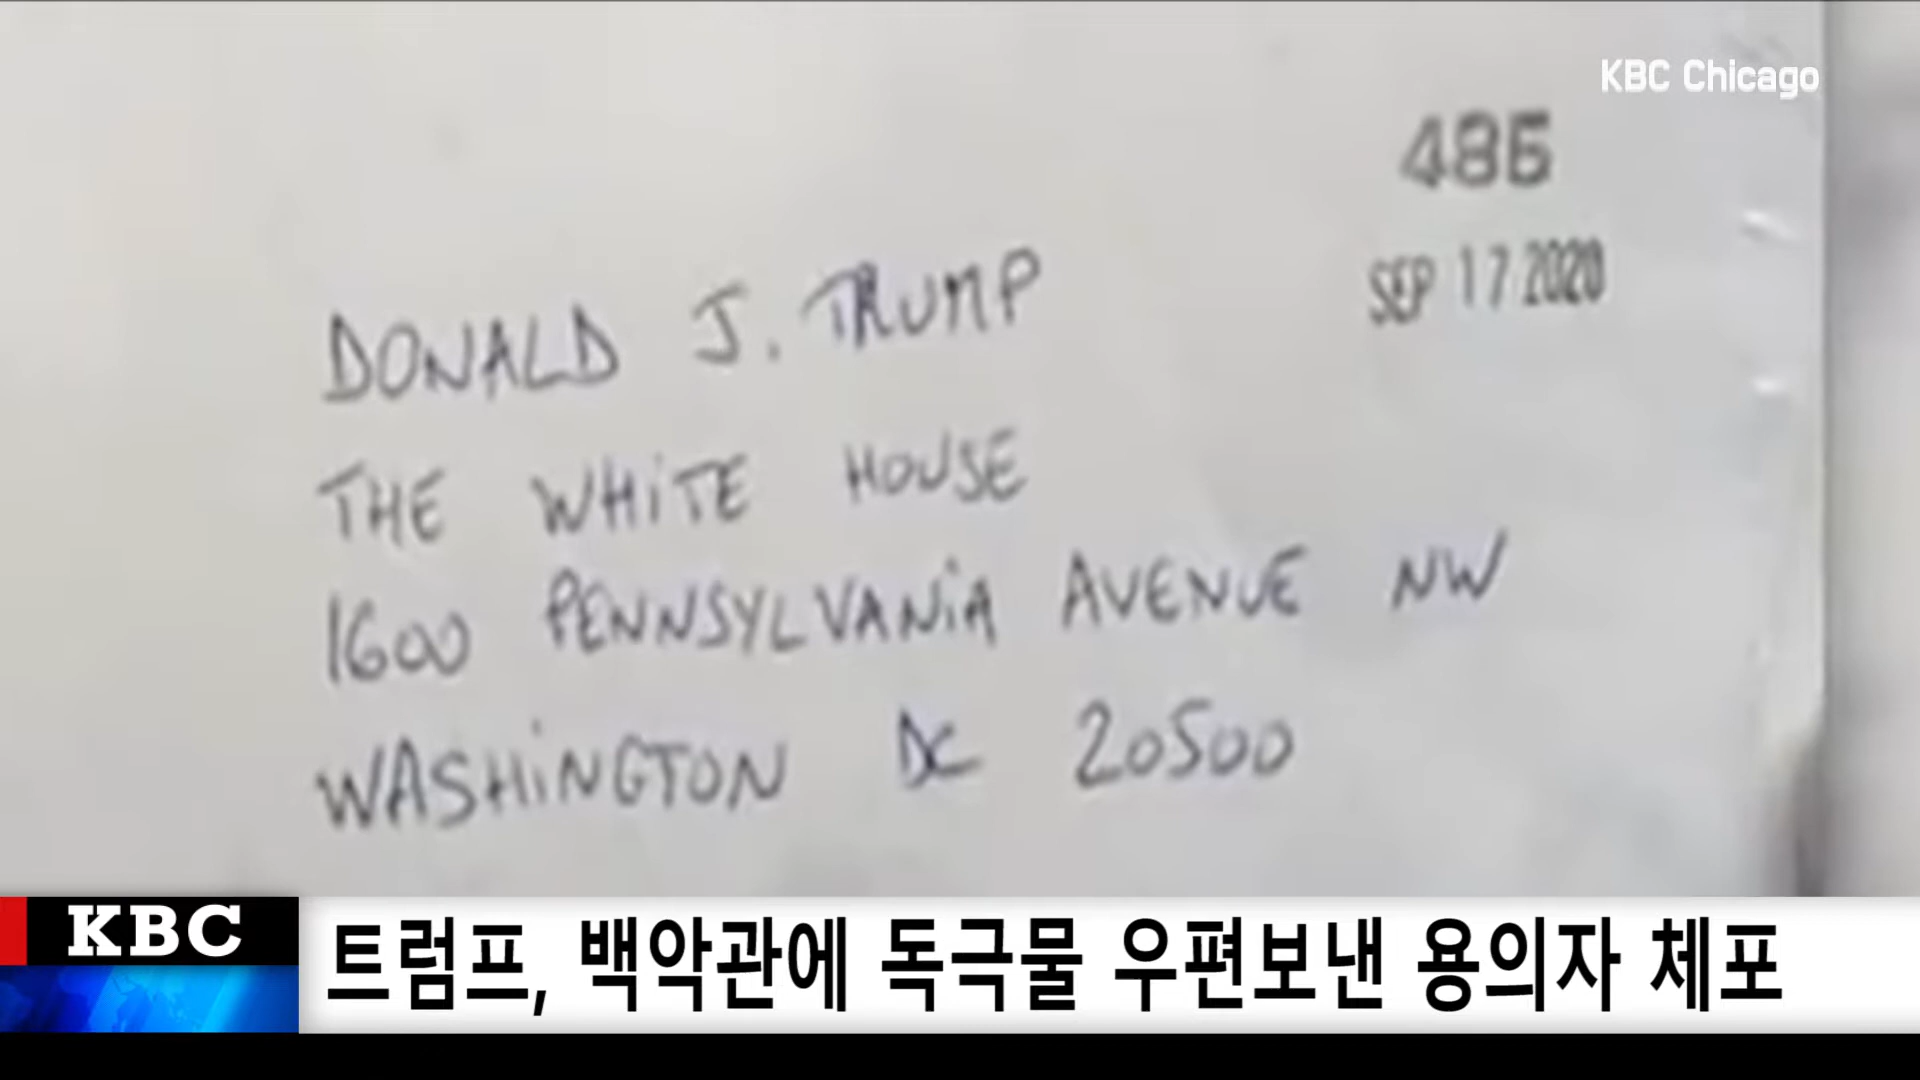 KBC Chicago
486
SEP 17 2020
DONALD J. TRUMP
THE WHiTE HOUSE
1600 PENNSYLVANiA AVENUE NW
WASHiNGTON DC 20500
KBC
트럼프, 백악관에 독극물 우편보낸 용의자 체포